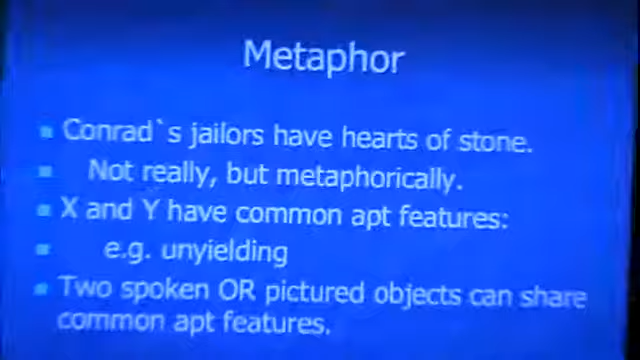 Metaphor
Conrad`s jailors have hearts of stone.
Not really, but metaphorically.
X and Y have common apt features:
e.g. unyielding
Two spoken OR pictured objects can share
common apt features.